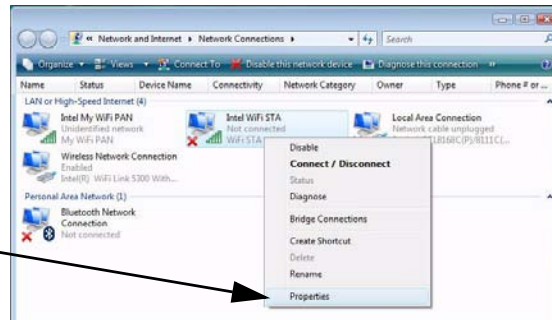 « Network and Internet ▸ Network Connections ▸ Search
Organize Views Connect To Disable this network device Diagnose this connection »
Name Status Device Name Connectivity Network Category Owner Type Phone # or ...
LAN or High-Speed Internet (4)
Intel My WiFi PAN
Unidentified network
My WiFi PAN
Intel WiFi STA
Not connected
WiFi STA
Local Area Connection
Network cable unplugged
Wireless Network Connection
Enabled
Intel(R) WiFi Link 5300 With...
Personal Area Network (1)
Bluetooth Network
Connection
Not connected
Disable
Connect / Disconnect
Status
Diagnose
Bridge Connections
Create Shortcut
Delete
Rename
Properties